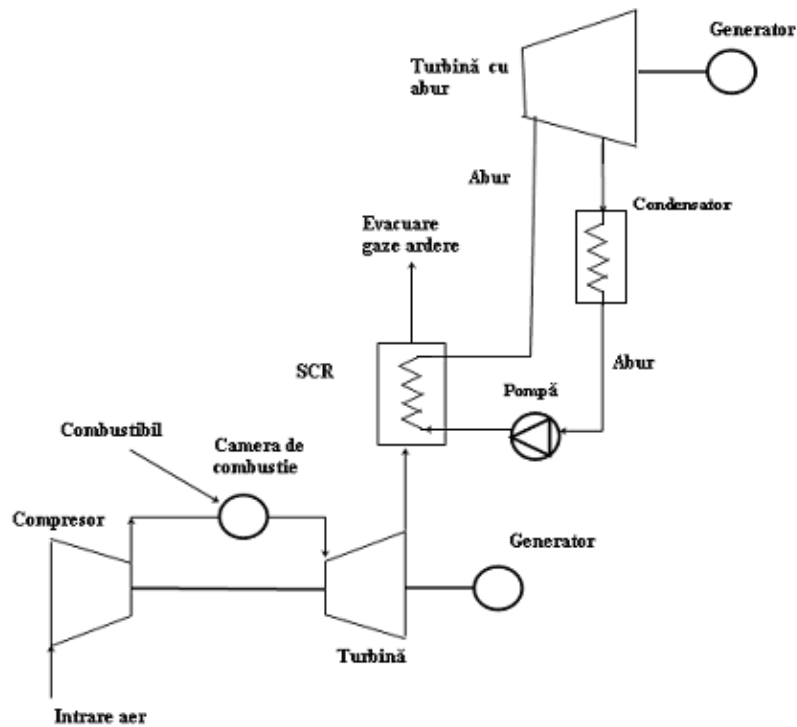 Generator
Turbină cu
abur
Abur
Condensator
Evacuare
gaze ardere
SCR
Abur
Pompă
Combustibil
Camera de
combustie
Compresor
Generator
Turbină
Intrare aer